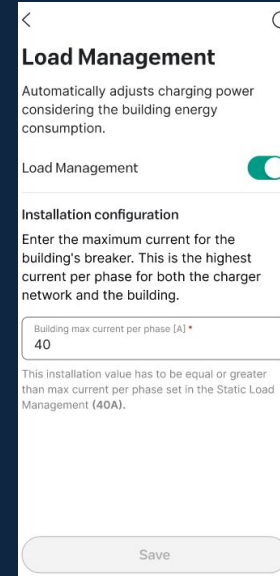 Load Management
Automatically adjusts charging power
considering the building energy
consumption.
Load Management
Installation configuration
Enter the maximum current for the
building's breaker. This is the highest
current per phase for both the charger
network and the building.
Building max current per phase [A] *
40
This installation value has to be equal or greater
than max current per phase set in the Static Load
Management (40A).
Save